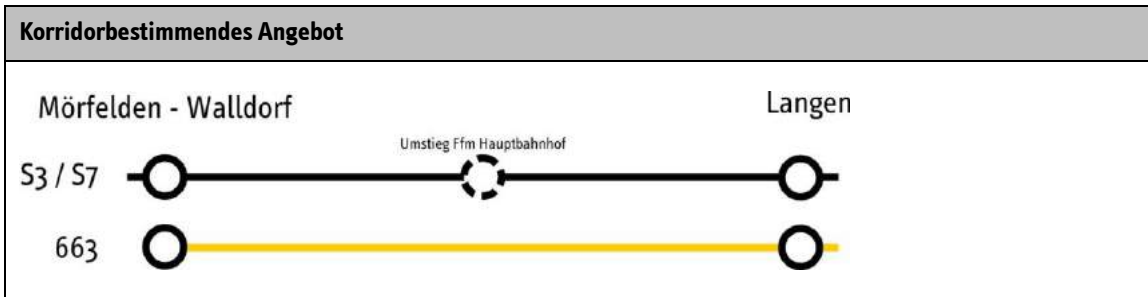 Korridorbestimmendes Angebot
Mörfelden - Walldorf
Langen
Umstieg Ffm Hauptbahnhof
S3 / S7
663